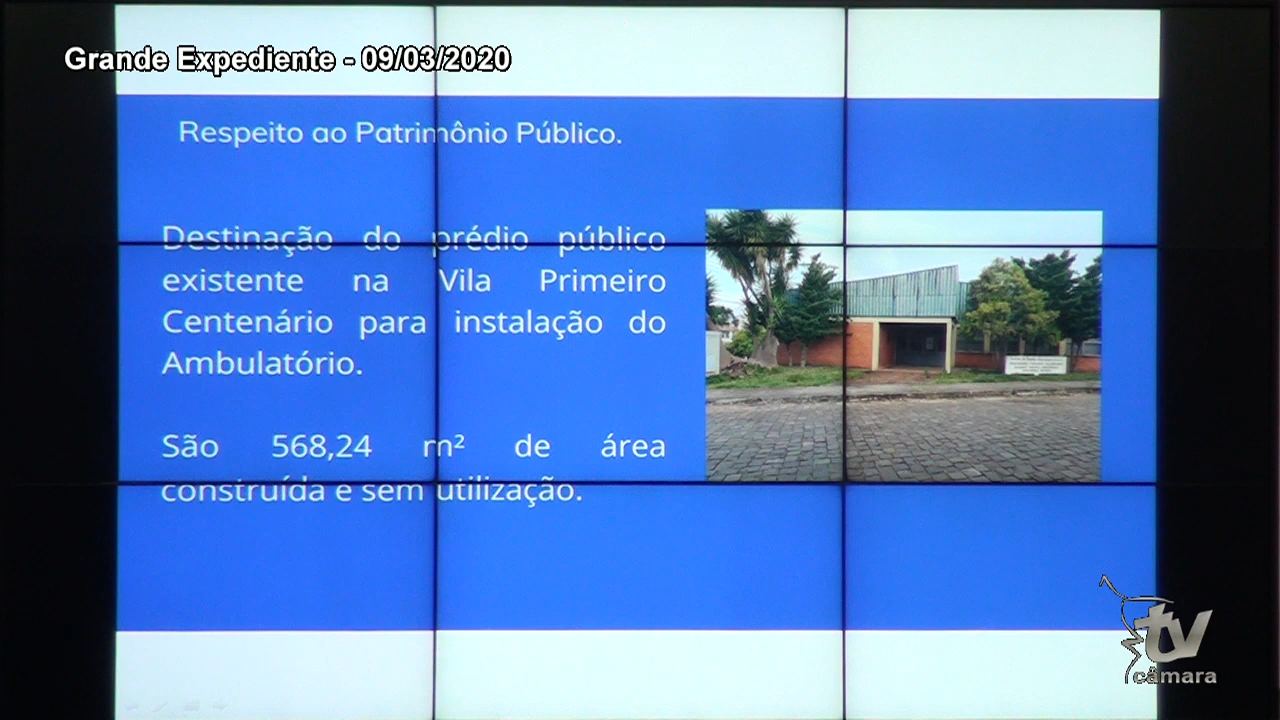 Grande Expediente - 09/03/2020
Respeito ao Patrimônio Público.
Destinação do prédio público
existente na Vila Primeiro
Centenário para instalação do
Ambulatório.
São 568,24 m² de área
construída e sem utilização.
tv
câmara